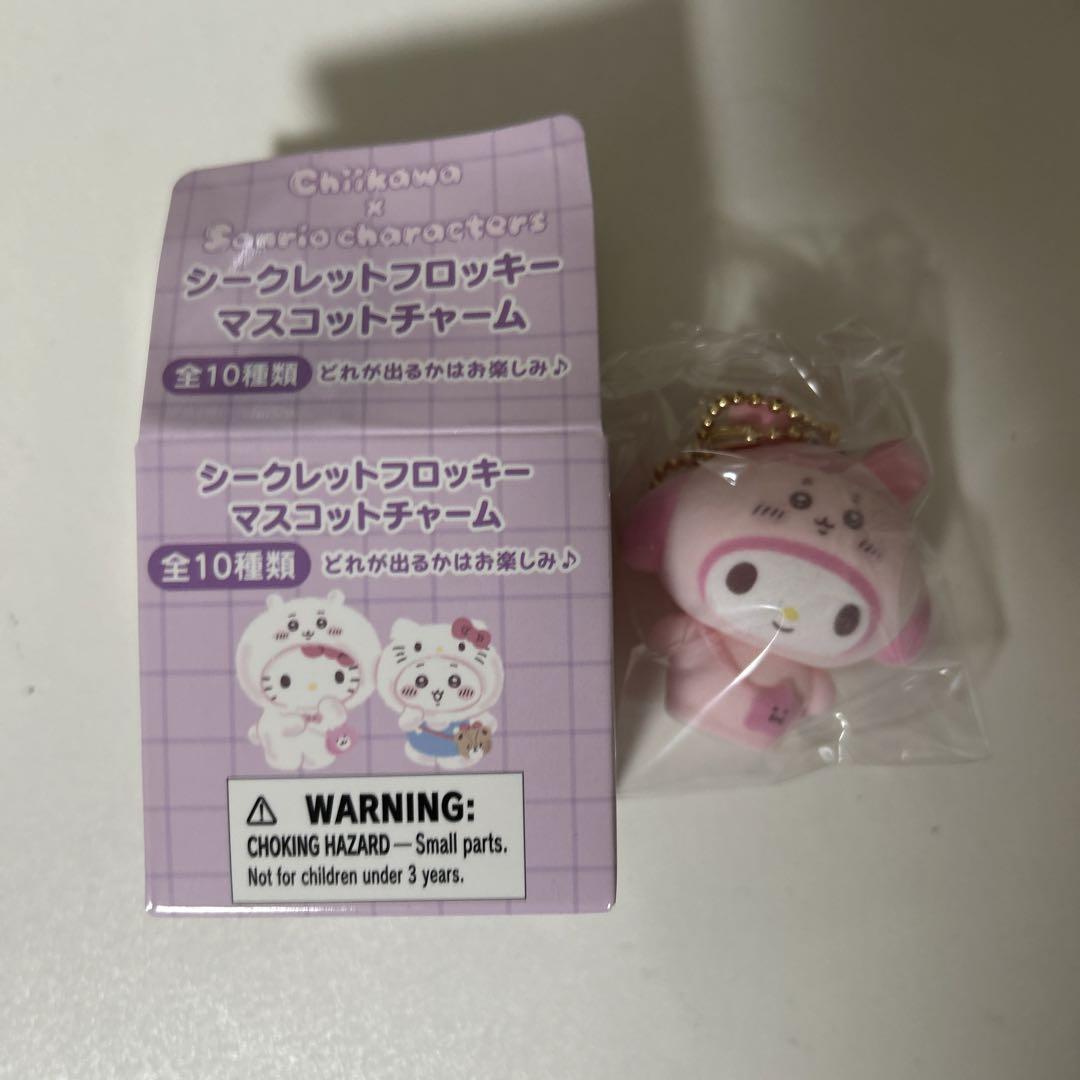 Chiikawa
x
Sanrio characters
シークレットフロッキー
マスコットチャーム
全10種類 どれが出るかはお楽しみ♪
シークレットフロッキー
マスコットチャーム
全10種類 どれが出るかはお楽しみ♪
⚠ WARNING:
CHOKING HAZARD — Small parts.
Not for children under 3 years.